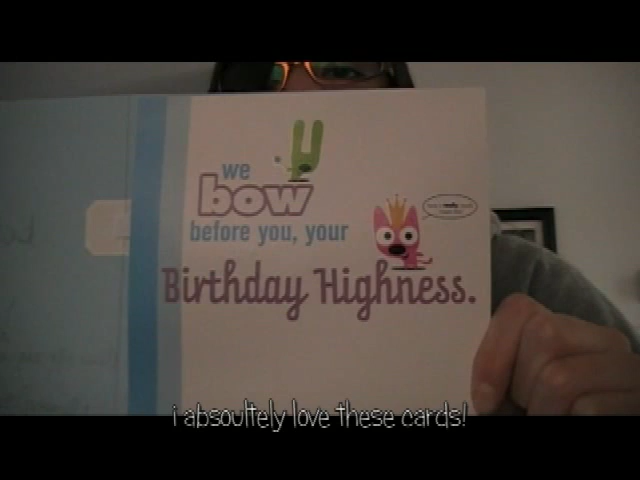 we
bow
before you, your
Birthday Highness.
i absoultely love these cards!